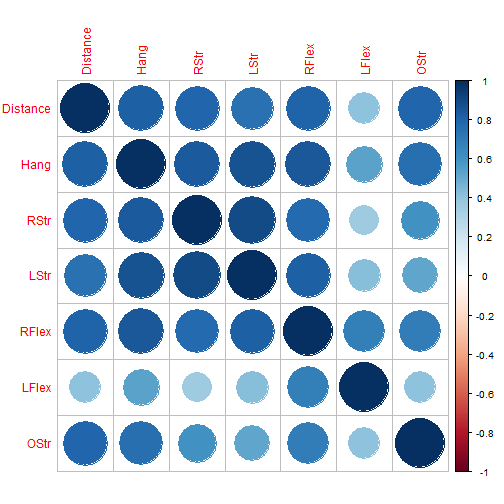 Distance Hang RStr LStr RFlex LFlex OStr
Distance
Hang
RStr
LStr
RFlex
LFlex
OStr
1
0.8
0.6
0.4
0.2
0
-0.2
-0.4
-0.6
-0.8
-1